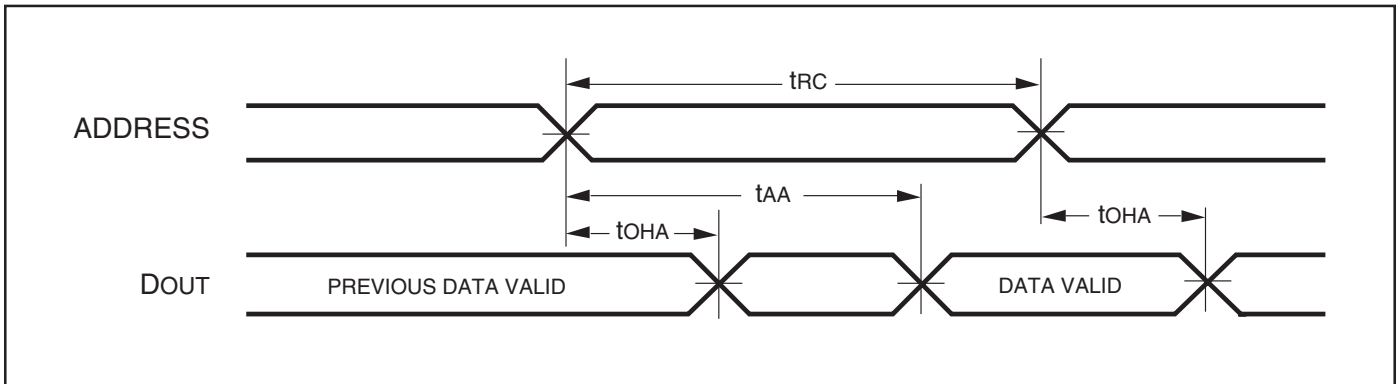 tRC
ADDRESS
tAA
tOHA
tOHA
DOUT
PREVIOUS DATA VALID
DATA VALID